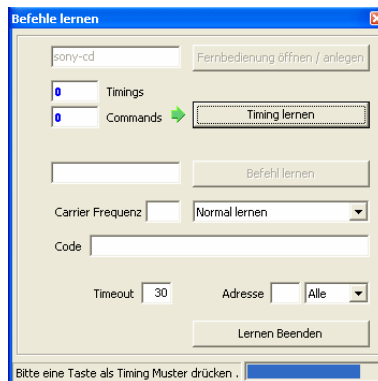 Befehle lernen
sony-cd Fernbedienung öffnen / anlegen
0 Timings
0 Commands Timing lernen
Befehl lernen
Carrier Frequenz Normal lernen
Code
Timeout 30 Adresse Alle
Lernen Beenden
Bitte eine Taste als Timing Muster drücken .